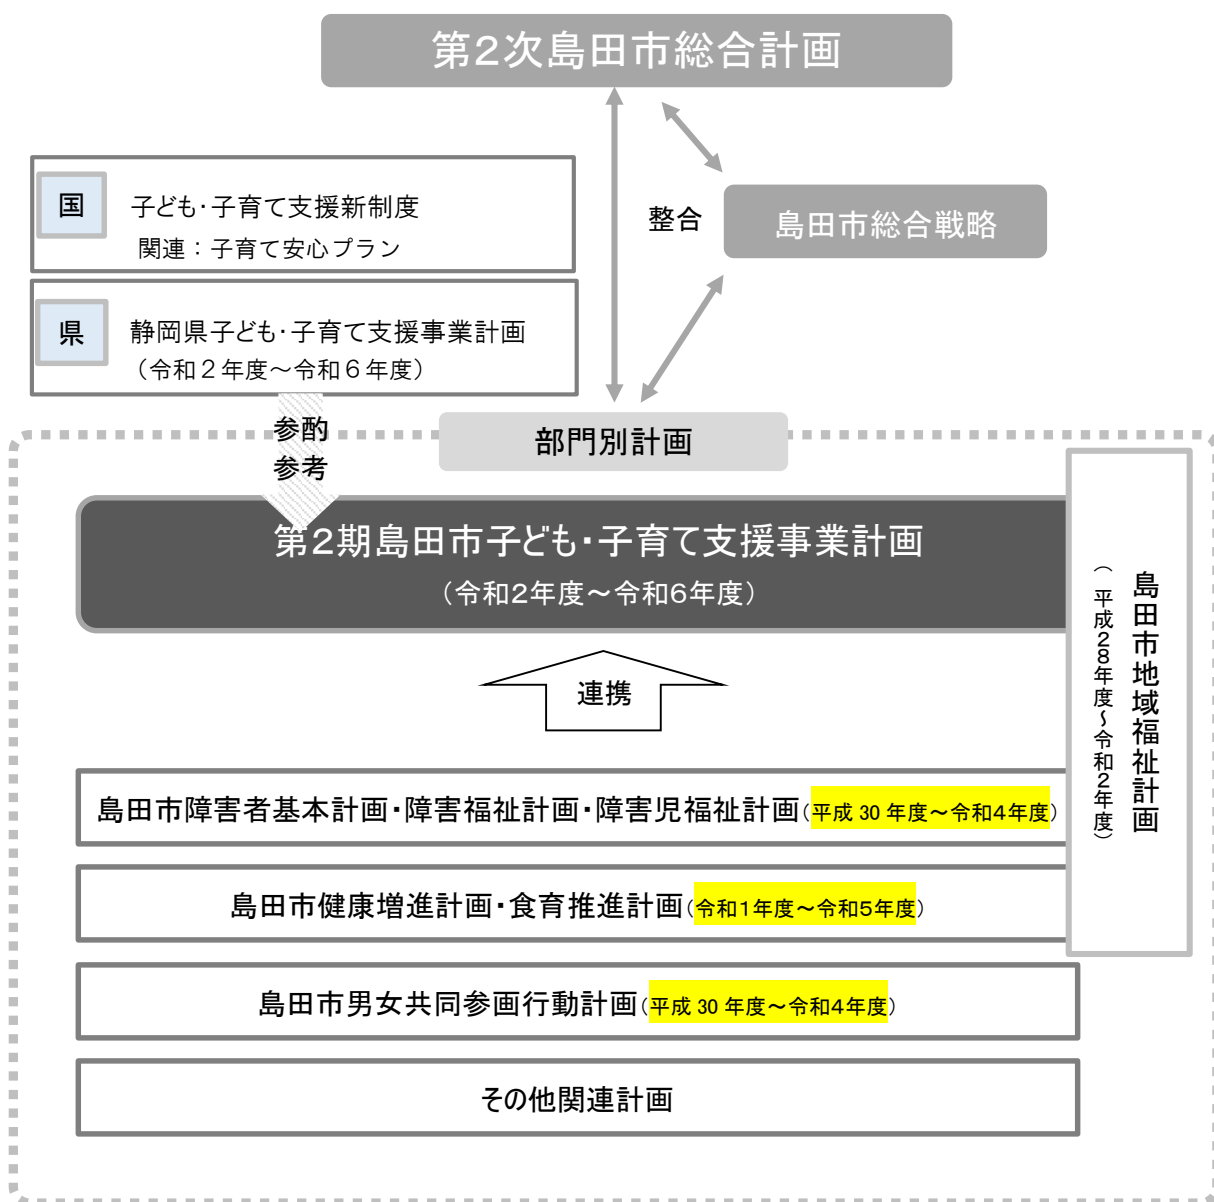 第2次島田市総合計画
国
子ども・子育て支援新制度
関連：子育て安心プラン
整合
島田市総合戦略
県
静岡県子ども・子育て支援事業計画
（令和２年度～令和６年度）
参酌
参考
部門別計画
第2期島田市子ども・子育て支援事業計画
（令和2年度～令和6年度）
島田市地域福祉計画
（平成28年度～令和2年度）
連携
島田市障害者基本計画・障害福祉計画・障害児福祉計画（平成 30 年度～令和4年度）
島田市健康増進計画・食育推進計画（令和1年度～令和5年度）
島田市男女共同参画行動計画（平成 30 年度～令和4年度）
その他関連計画